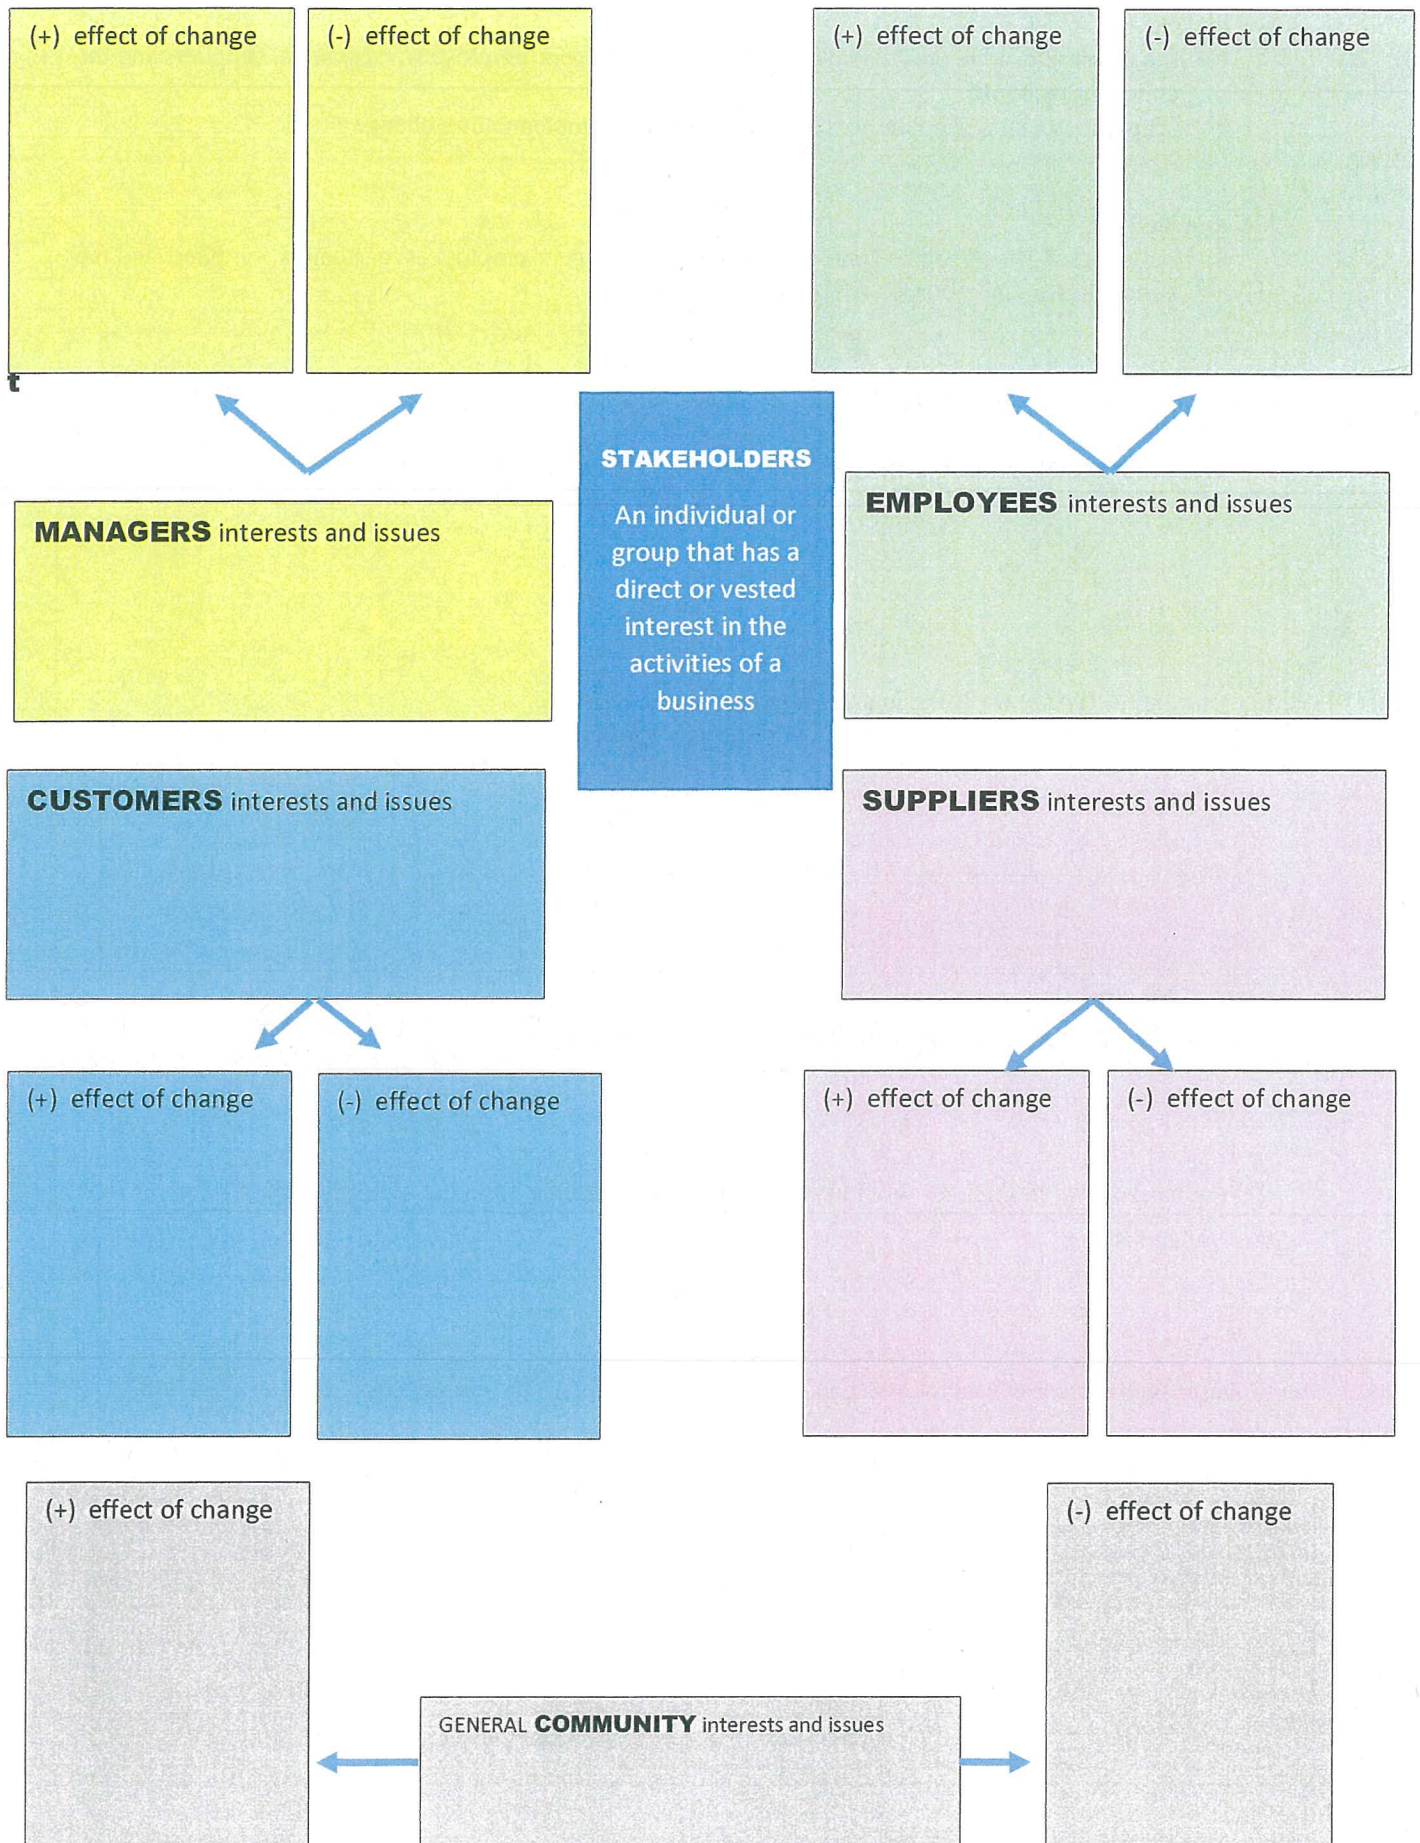 (+) effect of change
(-) effect of change
(+) effect of change
(-) effect of change
t
MANAGERS interests and issues
STAKEHOLDERS
An individual or
group that has a
direct or vested
interest in the
activities of a
business
EMPLOYEES interests and issues
CUSTOMERS interests and issues
SUPPLIERS interests and issues
(+) effect of change
(-) effect of change
(+) effect of change
(-) effect of change
(+) effect of change
(-) effect of change
GENERAL COMMUNITY interests and issues